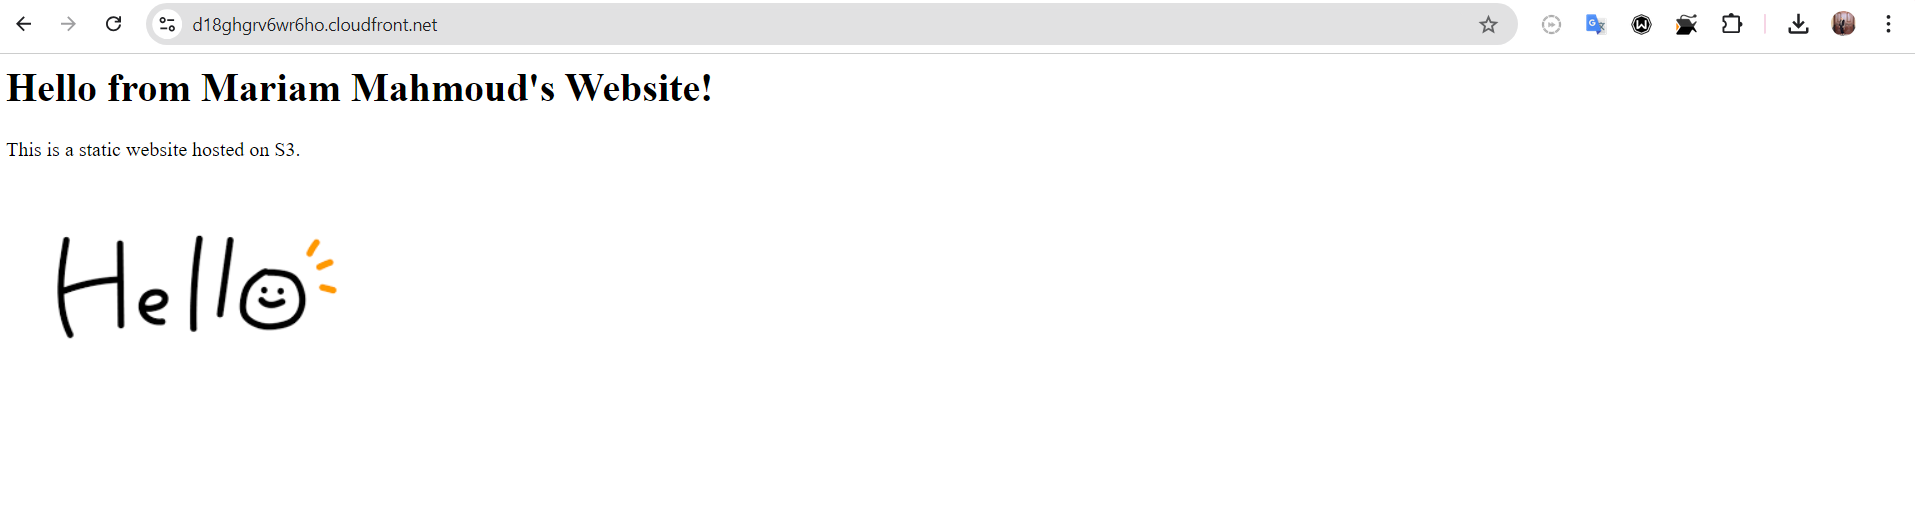 d18ghgrv6wr6ho.cloudfront.net
Hello from Mariam Mahmoud's Website!
This is a static website hosted on S3.
Hello